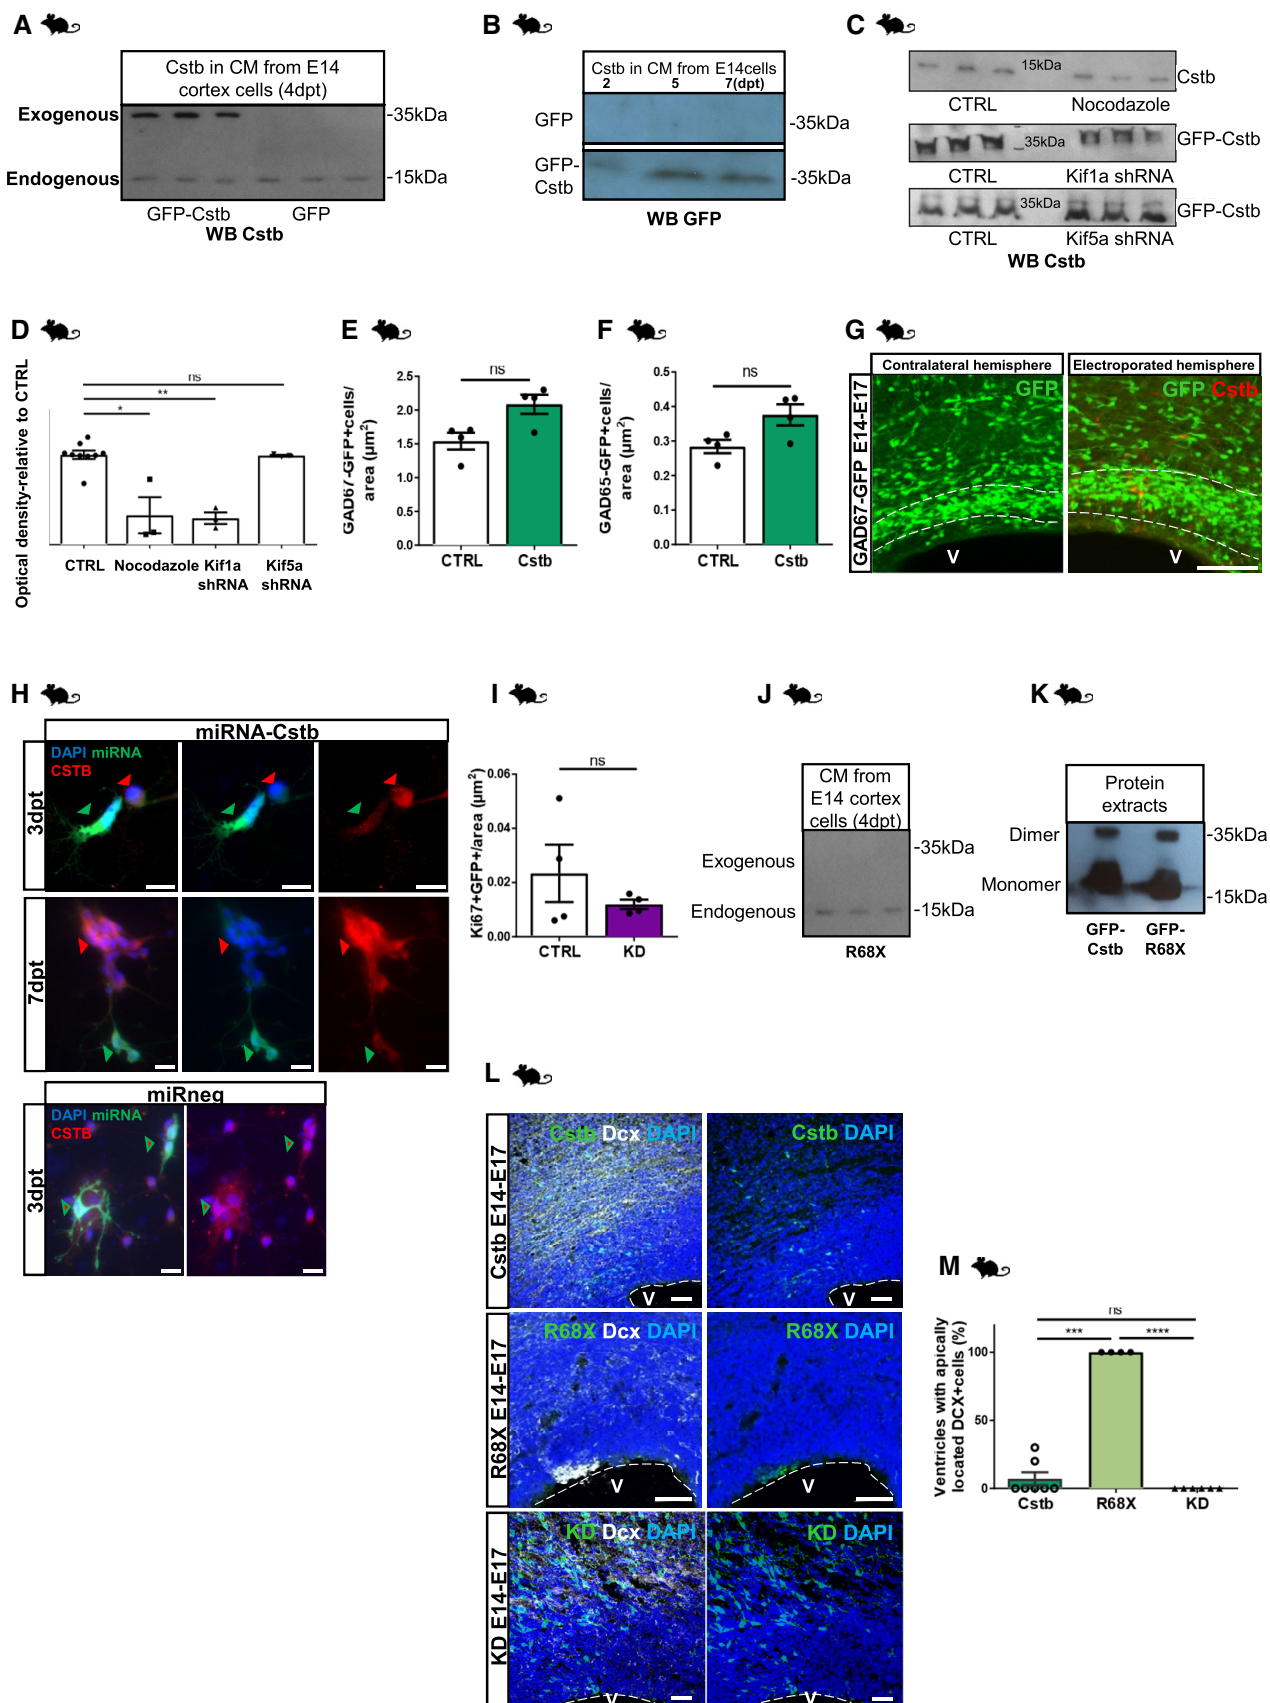 A
Cstb in CM from E14
cortex cells (4dpt)
Exogenous
-35kDa
Endogenous
-15kDa
GFP-Cstb
GFP
WB Cstb
B
Cstb in CM from E14cells
2 5 7(dpt)
GFP
-35kDa
GFP-
Cstb
-35kDa
WB GFP
C
15kDa
Cstb
CTRL
Nocodazole
35kDa
GFP-Cstb
CTRL
Kif1a shRNA
35kDa
GFP-Cstb
CTRL
Kif5a shRNA
WB Cstb
D
Optical density-relative to CTRL
ns
**
*
CTRL
Nocodazole
Kif1a
shRNA
Kif5a
shRNA
E
GAD67-GFP+cells/
area (µm²)
ns
2.5
2.0
1.5
1.0
0.5
0.0
CTRL
Cstb
F
GAD65-GFP+cells/
area (µm²)
ns
0.5
0.4
0.3
0.2
0.1
0.0
CTRL
Cstb
G
Contralateral hemisphere
Electroporated hemisphere
GAD67-GFP E14-E17
GFP
GFP Cstb
V
V
H
miRNA-Cstb
3dpt
DAPI miRNA
CSTB
7dpt
miRneg
3dpt
DAPI miRNA
CSTB
I
Ki67+GFP+/area (µm²)
ns
0.06
0.04
0.02
0.00
CTRL
KD
J
CM from
E14 cortex
cells (4dpt)
-35kDa
Exogenous
Endogenous
-15kDa
R68X
K
Protein
extracts
Dimer
-35kDa
Monomer
-15kDa
GFP-
Cstb
GFP-
R68X
L
Cstb E14-E17
Cstb Dcx DAPI
Cstb DAPI
V
V
R68X E14-E17
R68X Dcx DAPI
R68X DAPI
V
V
KD E14-E17
KD Dcx DAPI
KD DAPI
V
V
M
Ventricles with apically
located DCX+cells (%)
ns
***
****
100
50
0
Cstb
R68X
KD